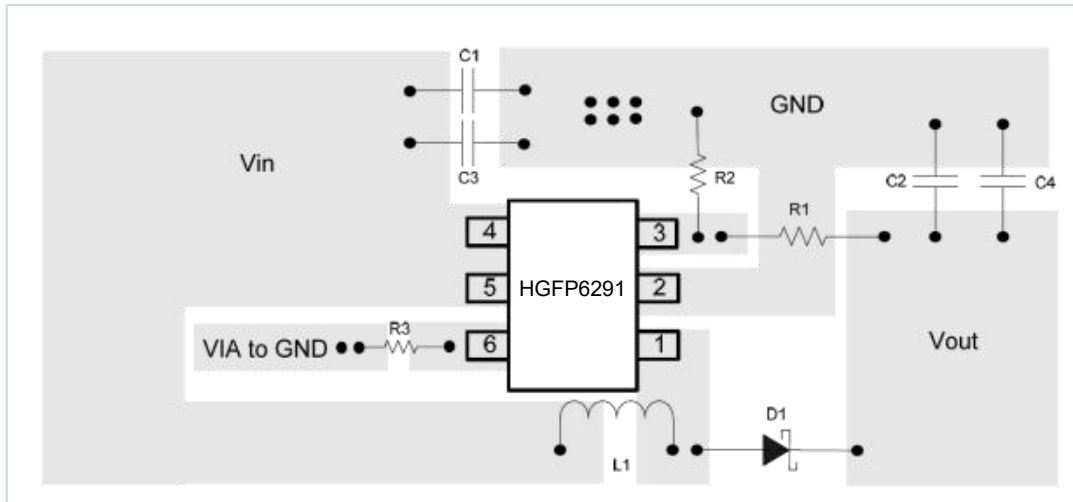 C1
GND
Vin
C3
R2
C2
C4
R1
4
3
5
HGFP6291
2
R3
VIA to GND
6
1
Vout
D1
L1